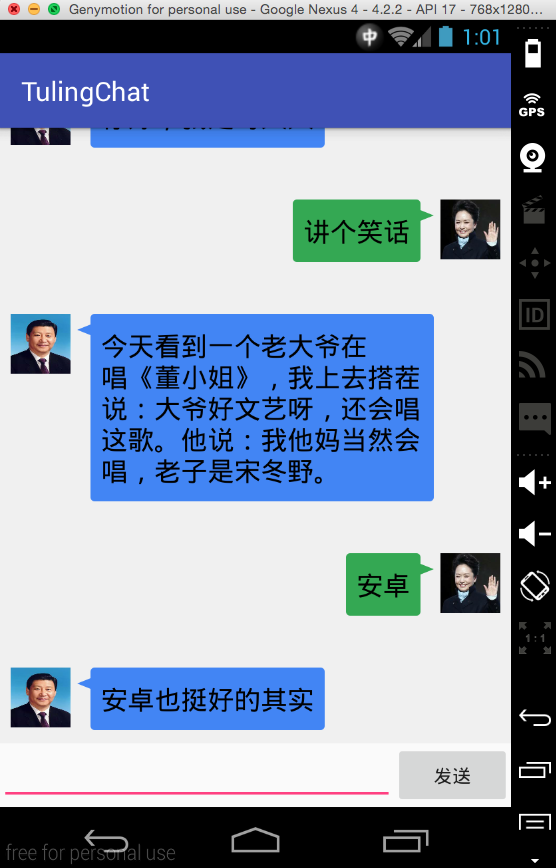 Genymotion for personal use - Google Nexus 4 - 4.2.2 - API 17 - 768x1280...
中
1:01
TulingChat
GPS
讲个笑话
ID
今天看到一个老大爷在
唱《董小姐》，我上去搭茬
说：大爷好文艺呀，还会唱
这歌。他说：我他妈当然会
唱，老子是宋冬野。
安卓
1:1
安卓也挺好的其实
发送
free for personal use